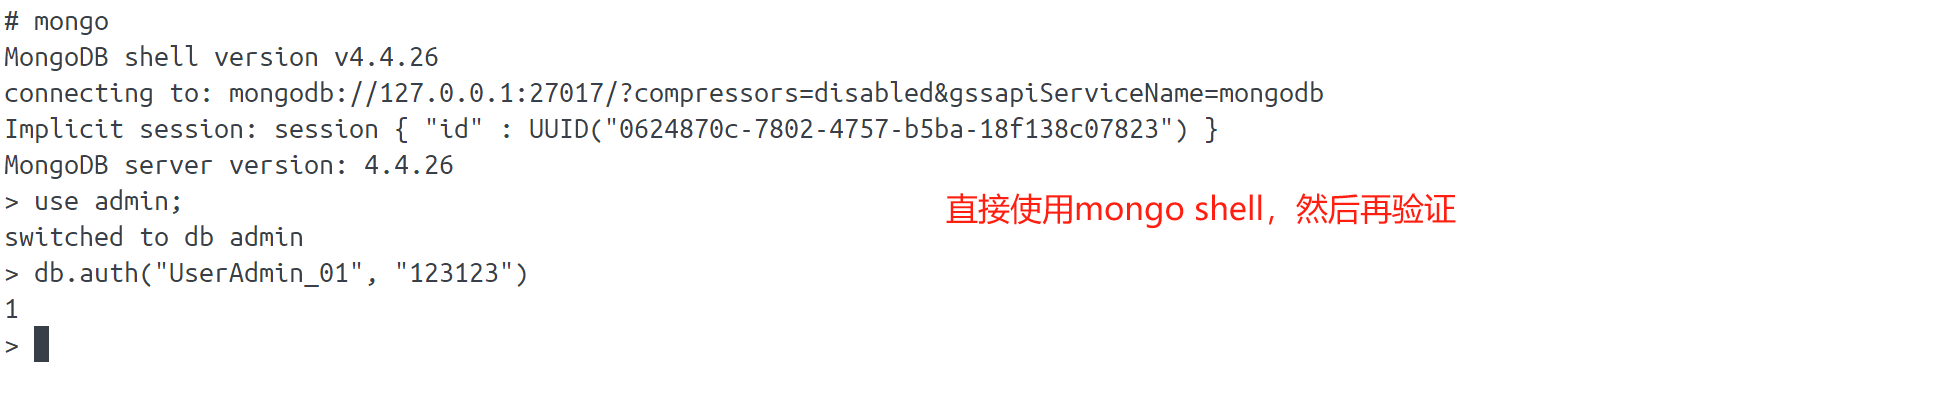 # mongo
MongoDB shell version v4.4.26
connecting to: mongodb://127.0.0.1:27017/?compressors=disabled&gssapiServiceName=mongodb
Implicit session: session { "id" : UUID("0624870c-7802-4757-b5ba-18f138c07823") }
MongoDB server version: 4.4.26
> use admin;
直接使用mongo shell，然后再验证
switched to db admin
> db.auth("UserAdmin_01", "123123")
1
>